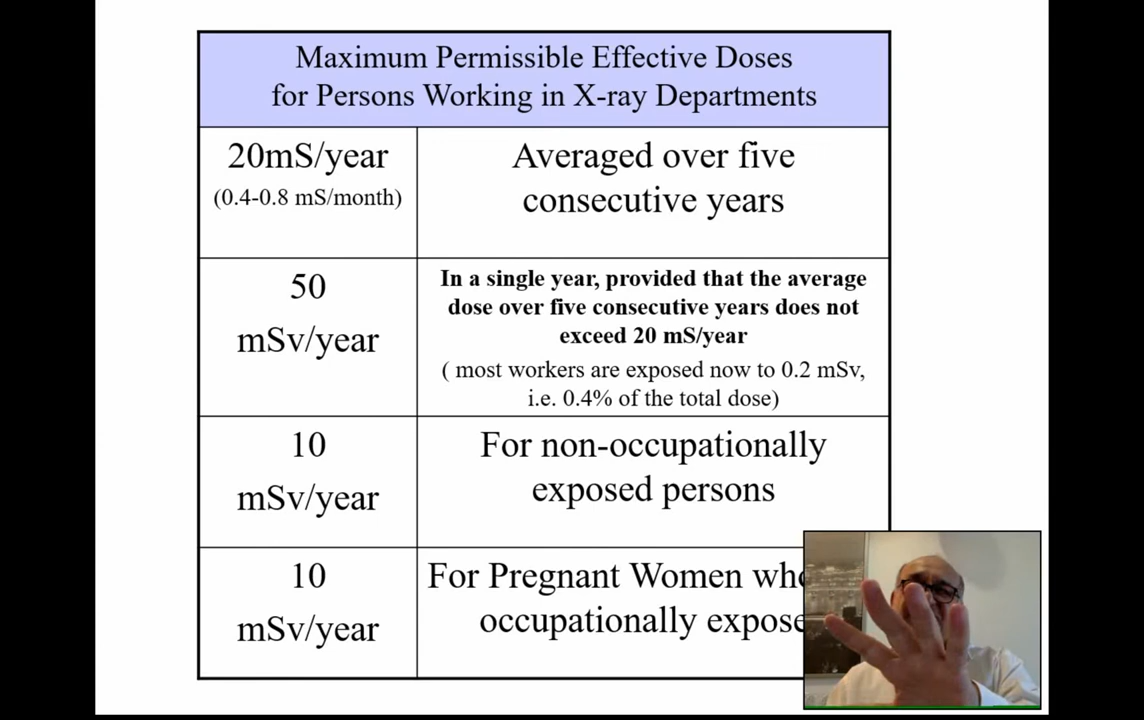 Maximum Permissible Effective Doses
for Persons Working in X-ray Departments
20mS/year
(0.4-0.8 mS/month)
Averaged over five
consecutive years
50
mSv/year
In a single year, provided that the average
dose over five consecutive years does not
exceed 20 mS/year
( most workers are exposed now to 0.2 mSv,
i.e. 0.4% of the total dose)
10
mSv/year
For non-occupationally
exposed persons
10
mSv/year
For Pregnant Women
occupationally